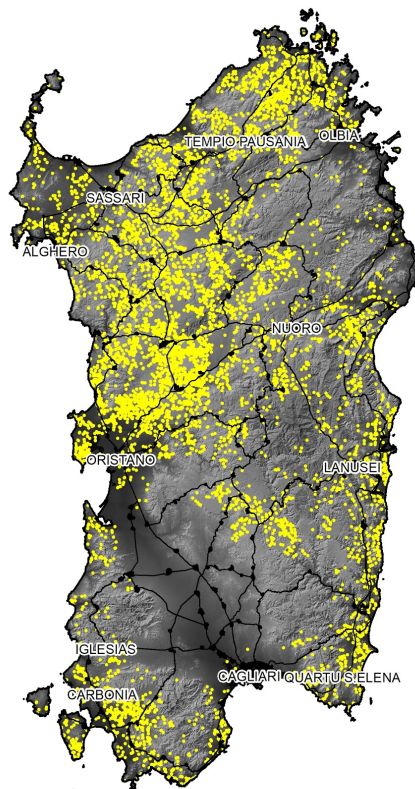 TEMPIO PAUSANIA
OLBIA
SASSARI
ALGHERO
NUORO
ORISTANO
LANUSEI
IGLESIAS
CAGLIARI
QUARTU S.ELENA
CARBONIA